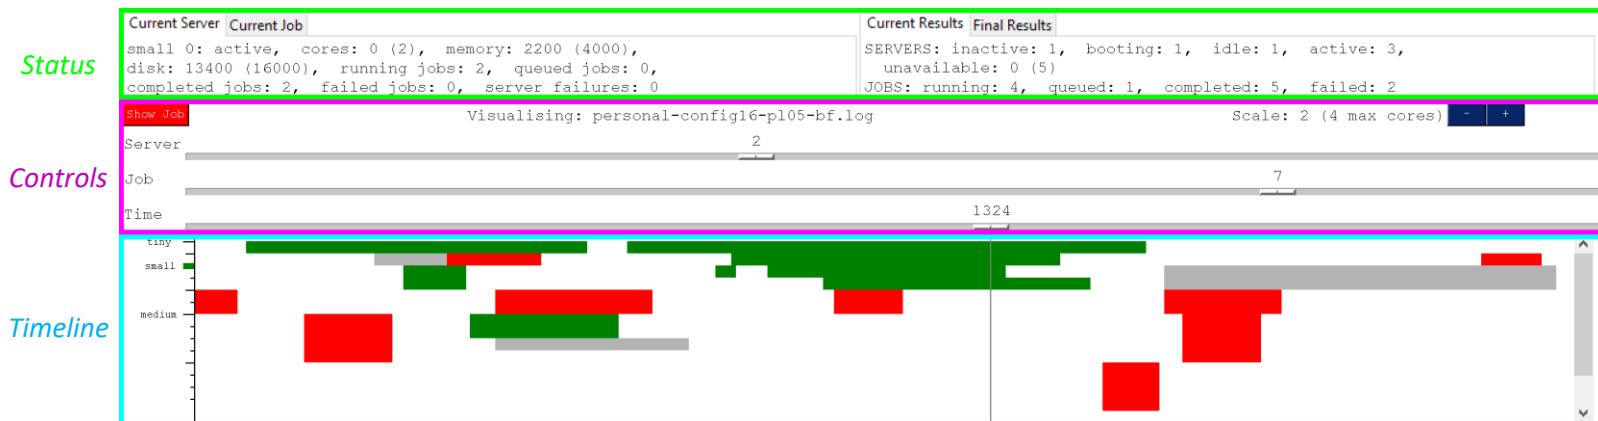 Current Server Current Job
small 0: active, cores: 0 (2), memory: 2200 (4000),
disk: 13400 (16000), running jobs: 2, queued jobs: 0,
completed jobs: 2, failed jobs: 0, server failures: 0
Current Results Final Results
SERVERS: inactive: 1, booting: 1, idle: 1, active: 3,
unavailable: 0 (5)
JOBS: running: 4, queued: 1, completed: 5, failed: 2
Status
Show Job Visualising: personal-config16-pl05-bf.log Scale: 2 (4 max cores) - +
Server 2
Controls
Job 7
Time 1324
tiny
small
medium
Timeline